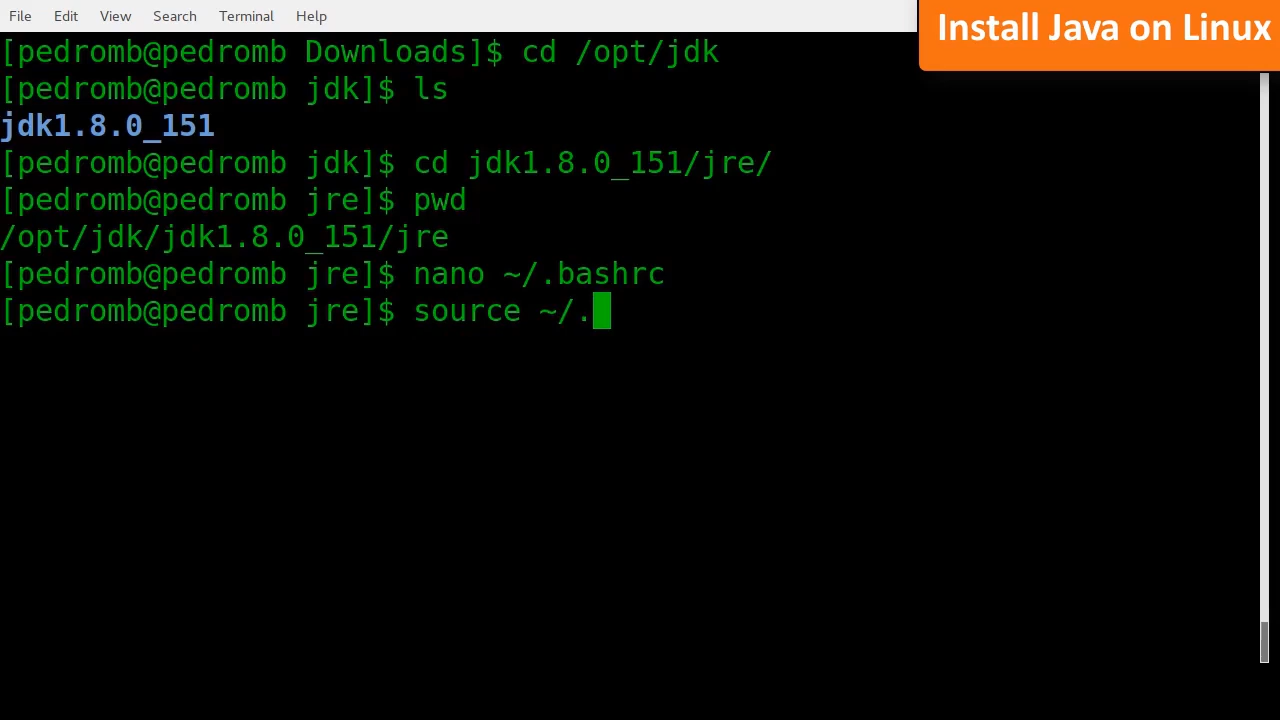 File Edit View Search Terminal Help
Install Java on Linux
[pedromb@pedromb Downloads]$ cd /opt/jdk
[pedromb@pedromb jdk]$ ls
jdk1.8.0_151
[pedromb@pedromb jdk]$ cd jdk1.8.0_151/jre/
[pedromb@pedromb jre]$ pwd
/opt/jdk/jdk1.8.0_151/jre
[pedromb@pedromb jre]$ nano ~/.bashrc
[pedromb@pedromb jre]$ source ~/.